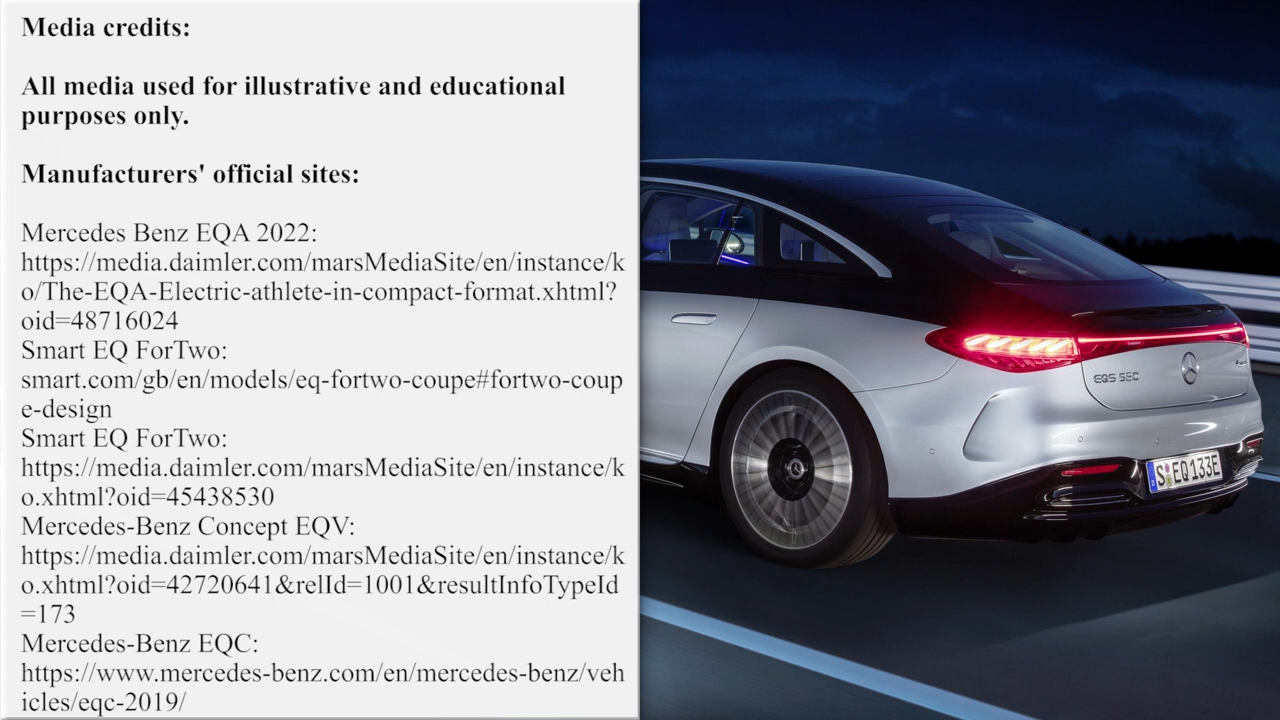 Media credits:
All media used for illustrative and educational
purposes only.
Manufacturers' official sites:
Mercedes Benz EQA 2022:
https://media.daimler.com/marsMediaSite/en/instance/k
o/The-EQA-Electric-athlete-in-compact-format.xhtml?
oid=48716024
Smart EQ ForTwo:
smart.com/gb/en/models/eq-fortwo-coupe#fortwo-coup
e-design
Smart EQ ForTwo:
https://media.daimler.com/marsMediaSite/en/instance/k
o.xhtml?oid=45438530
Mercedes-Benz Concept EQV:
https://media.daimler.com/marsMediaSite/en/instance/k
o.xhtml?oid=42720641&relId=1001&resultInfoTypeId
=173
Mercedes-Benz EQC:
https://www.mercedes-benz.com/en/mercedes-benz/veh
icles/eqc-2019/
EQS 580
S EQ133E